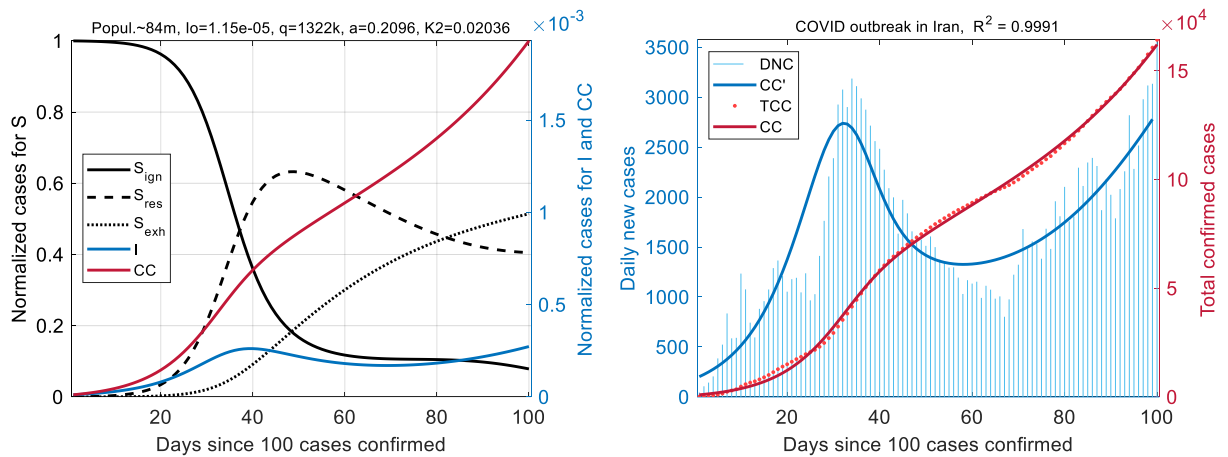 Popul.~84m, Io=1.15e-05, q=1322k, a=0.2096, K2=0.02036
×10-3
Normalized cases for S
1
0.8
0.6
0.4
0.2
0
Sign
Sres
Sexh
I
CC
1.5
1
0.5
0
Normalized cases for I and CC
20 40 60 80 100
Days since 100 cases confirmed
COVID outbreak in Iran, R2 = 0.9991
×104
Daily new cases
3500
3000
2500
2000
1500
1000
500
0
DNC
CC'
TCC
CC
15
10
5
0
Total confirmed cases
20 40 60 80 100
Days since 100 cases confirmed